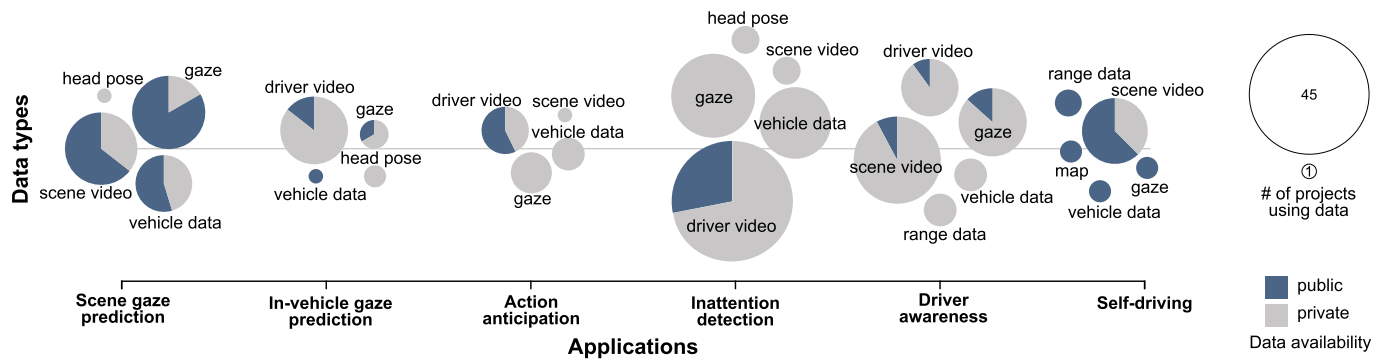 Data types
head pose
gaze
scene video
vehicle data
driver video
gaze
head pose
vehicle data
driver video
scene video
vehicle data
gaze
head pose
scene video
gaze
vehicle data
driver video
driver video
gaze
scene video
vehicle data
range data
range data
scene video
map
gaze
vehicle data
45
1
# of projects
using data
Scene gaze
prediction
In-vehicle gaze
prediction
Action
anticipation
Inattention
detection
Driver
awareness
Self-driving
Applications
public
private
Data availability